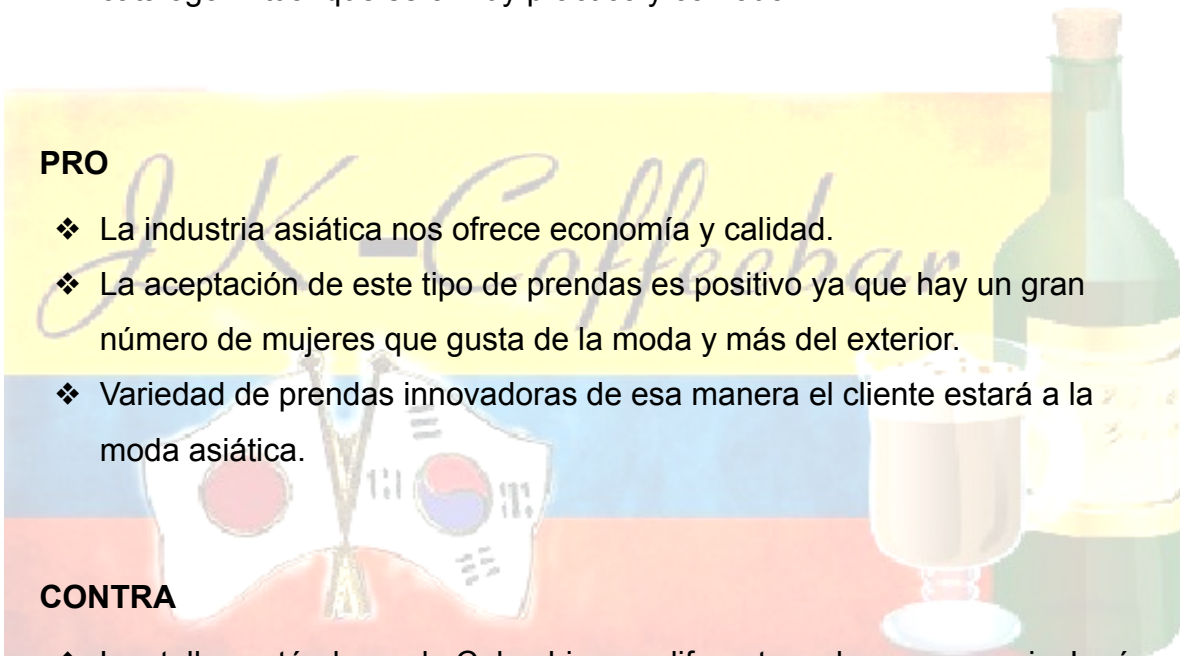 PRO
❖ La industria asiática nos ofrece economía y calidad.
❖ La aceptación de este tipo de prendas es positivo ya que hay un gran
número de mujeres que gusta de la moda y más del exterior.
❖ Variedad de prendas innovadoras de esa manera el cliente estará a la
moda asiática.
JK-Coffeebar
CONTRA